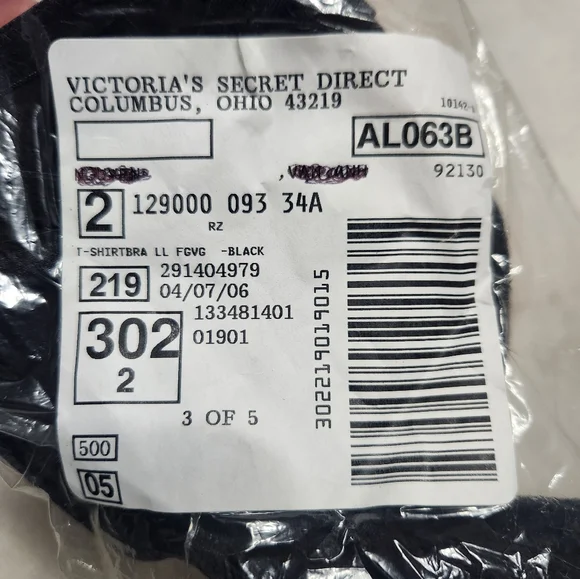 VICTORIA'S SECRET DIRECT
COLUMBUS, OHIO 43219
AL063B
92130
2 129000 093 34A
RZ
T-SHIRTBRA LL FGVG -BLACK
219 291404979
04/07/06
302 133481401
2 01901
3 OF 5
500
05
302219019015